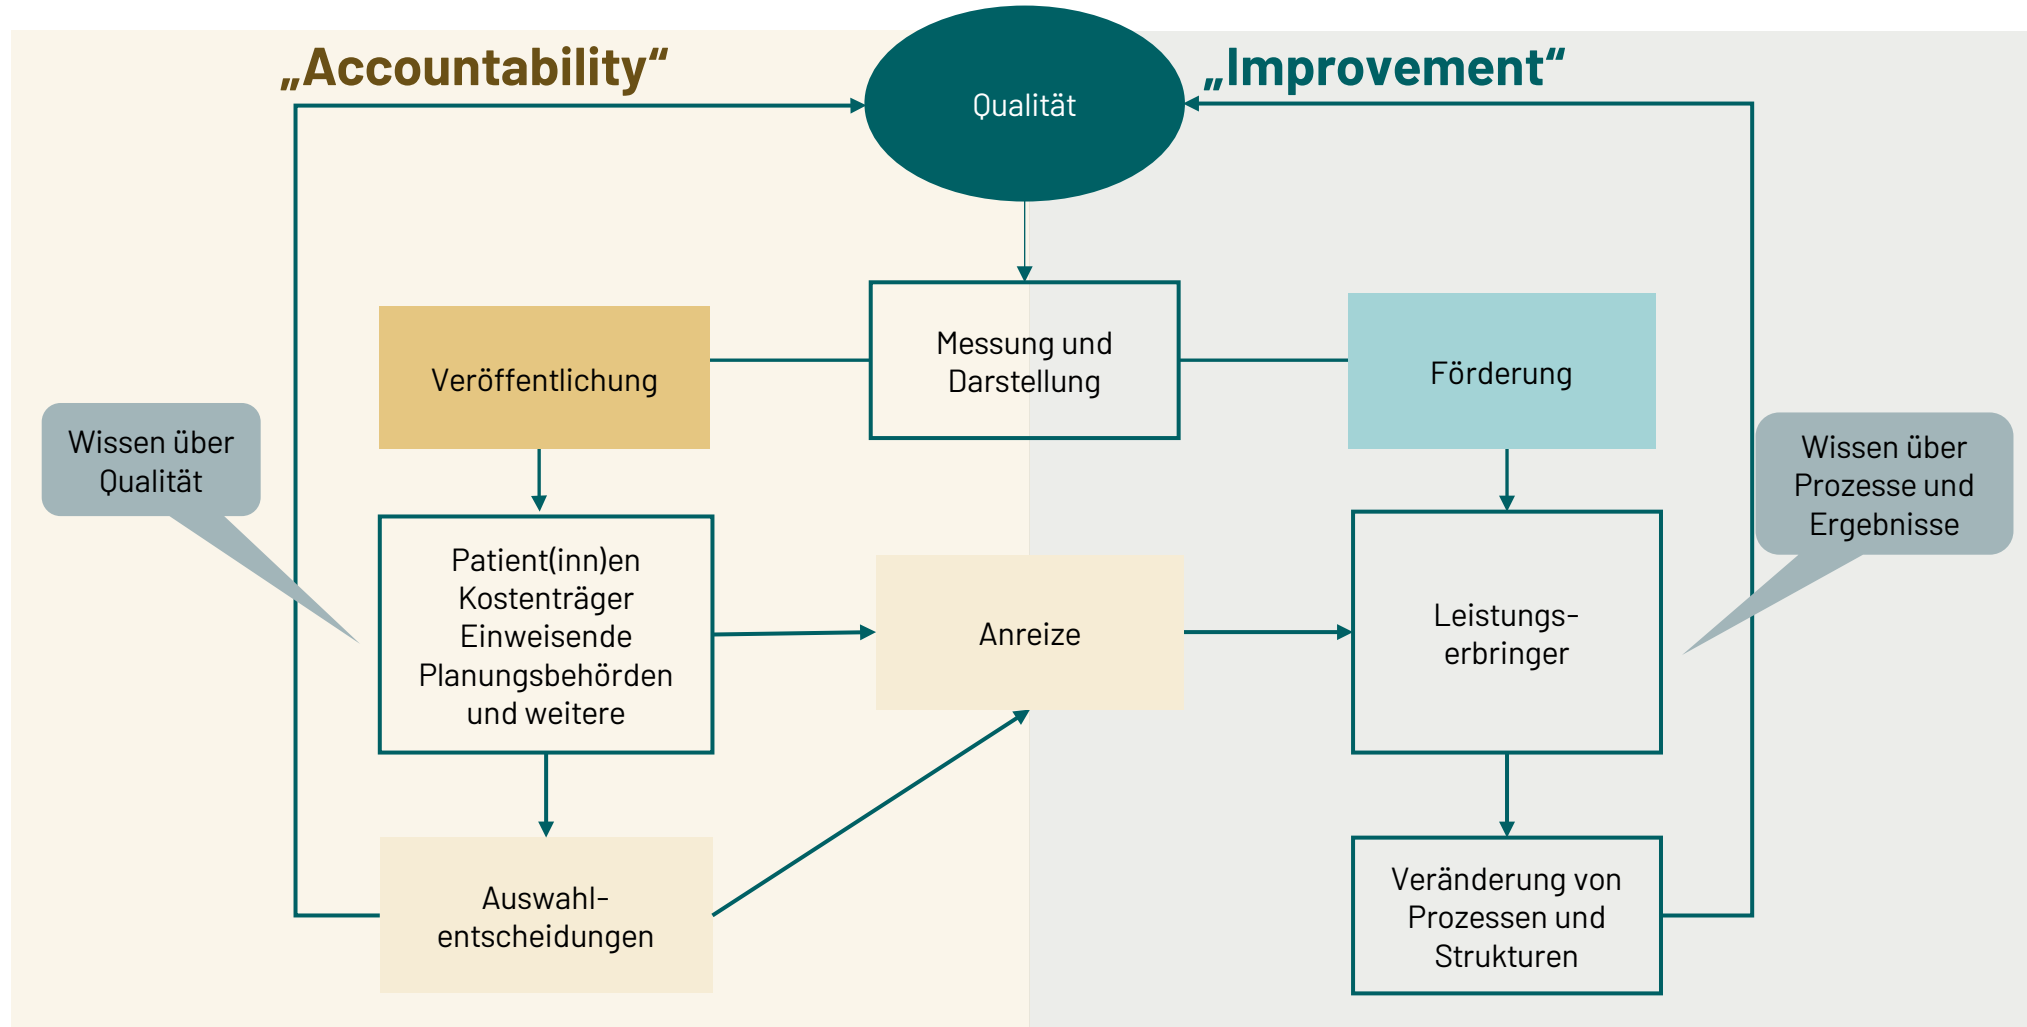 „Accountability“
„Improvement“
Qualität
Messung und
Darstellung
Veröffentlichung
Förderung
Wissen über
Qualität
Wissen über
Prozesse und
Ergebnisse
Patient(inn)en
Kostenträger
Einweisende
Planungsbehörden
und weitere
Anreize
Leistungs-
erbringer
Auswahl-
entscheidungen
Veränderung von
Prozessen und
Strukturen